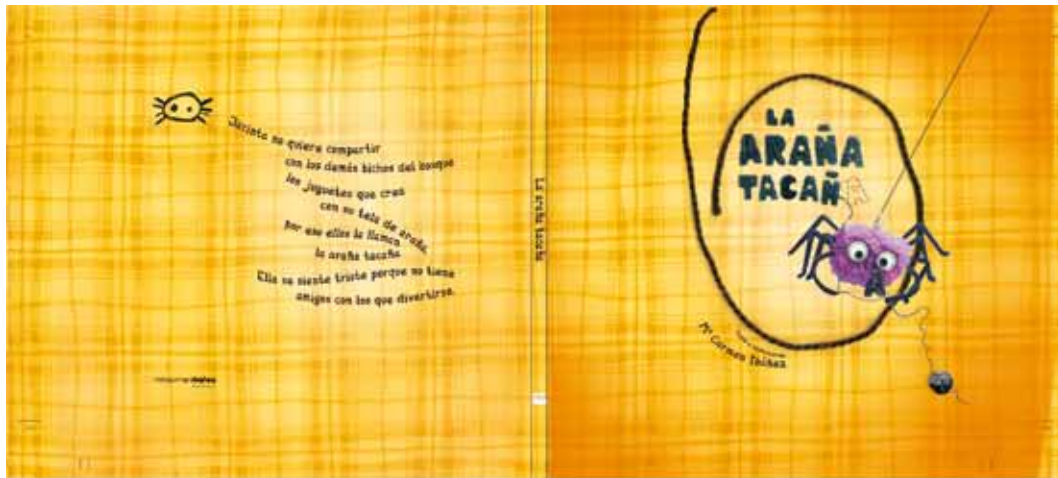 Jacinta no quiere compartir
con los demás bichos del bosque
los juguetes que crea
con su tela de araña,
por eso ellos la llaman
la araña tacaña.
Ella se siente triste porque no tiene
amigos con los que divertirse.
La araña tacaña
LA
ARAÑA
TACAÑA
Mª Carmen Ibáñez